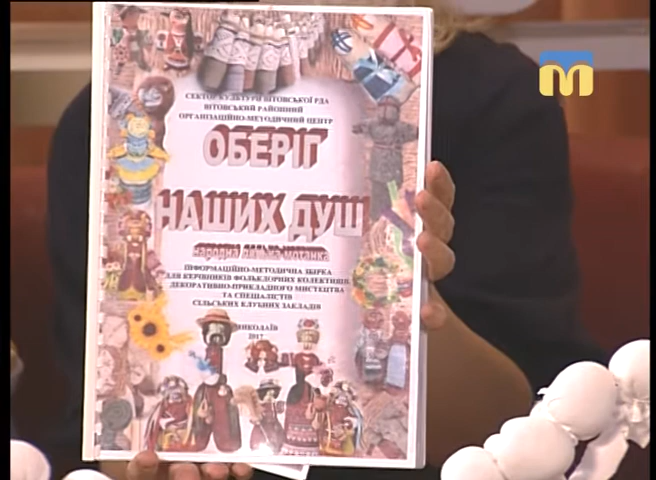 СЕКТОР КУЛЬТУРИ ВІТОВСЬКОЇ РДА
ВІТОВСЬКИЙ РАЙОННИЙ
ОРГАНІЗАЦІЙНО-МЕТОДИЧНИЙ ЦЕНТР
ОБЕРІГ
НАШИХ ДУШ
народна лялька-мотанка
ІНФОРМАЦІЙНО-МЕТОДИЧНА ЗБІРКА
ДЛЯ КЕРІВНИКІВ ФОЛЬКЛОРНИХ КОЛЕКТИВІВ,
ДЕКОРАТИВНО-ПРИКЛАДНОГО МИСТЕЦТВА
ТА СПЕЦІАЛІСТІВ
СІЛЬСЬКИХ КЛУБНИХ ЗАКЛАДІВ
МИКОЛАЇВ
2017